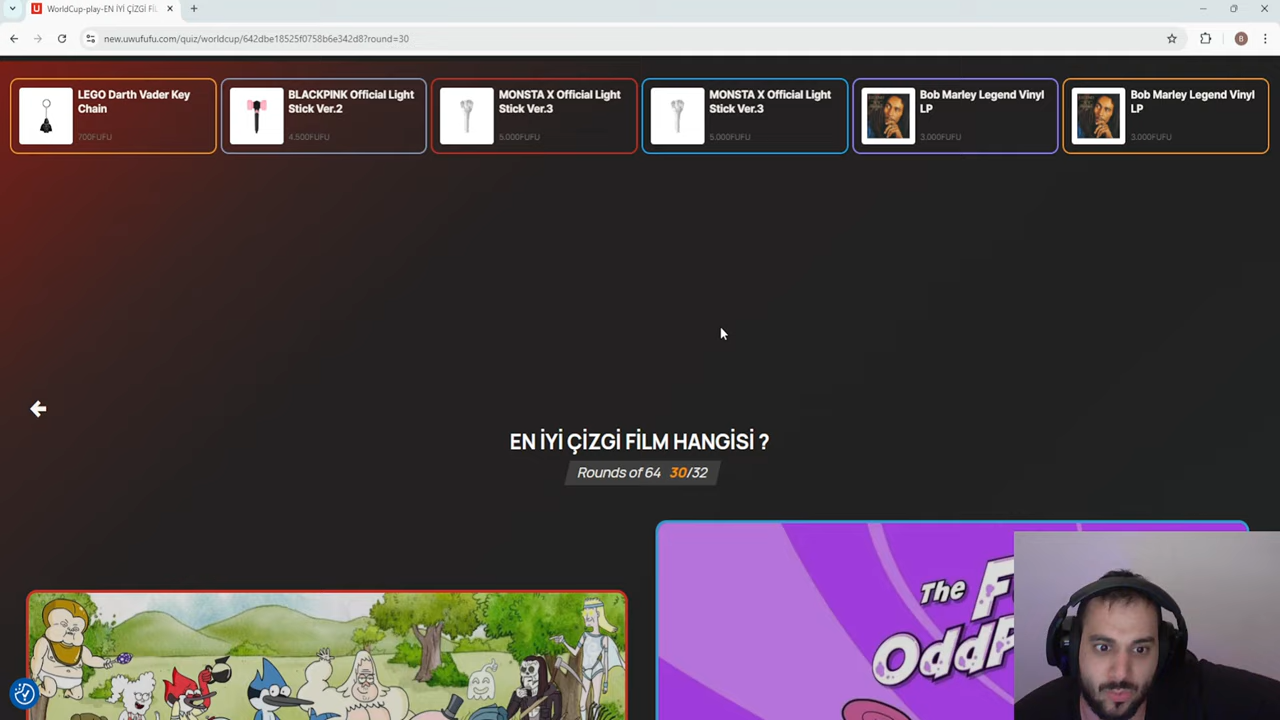 WorldCup-play-EN İYİ ÇİZGİ Fİ
new.uwufufu.com/quiz/worldcup/642dbe18525f0758b6e342d8?round=30
LEGO Darth Vader Key
Chain
700FUFU
BLACKPINK Official Light
Stick Ver.2
4.500FUFU
MONSTA X Official Light
Stick Ver.3
5.000FUFU
MONSTA X Official Light
Stick Ver.3
5.000FUFU
Bob Marley Legend Vinyl
LP
3.000FUFU
Bob Marley Legend Vinyl
LP
3.000FUFU
EN İYİ ÇİZGİ FİLM HANGİSİ ?
Rounds of 64 30/32
The F
OddP